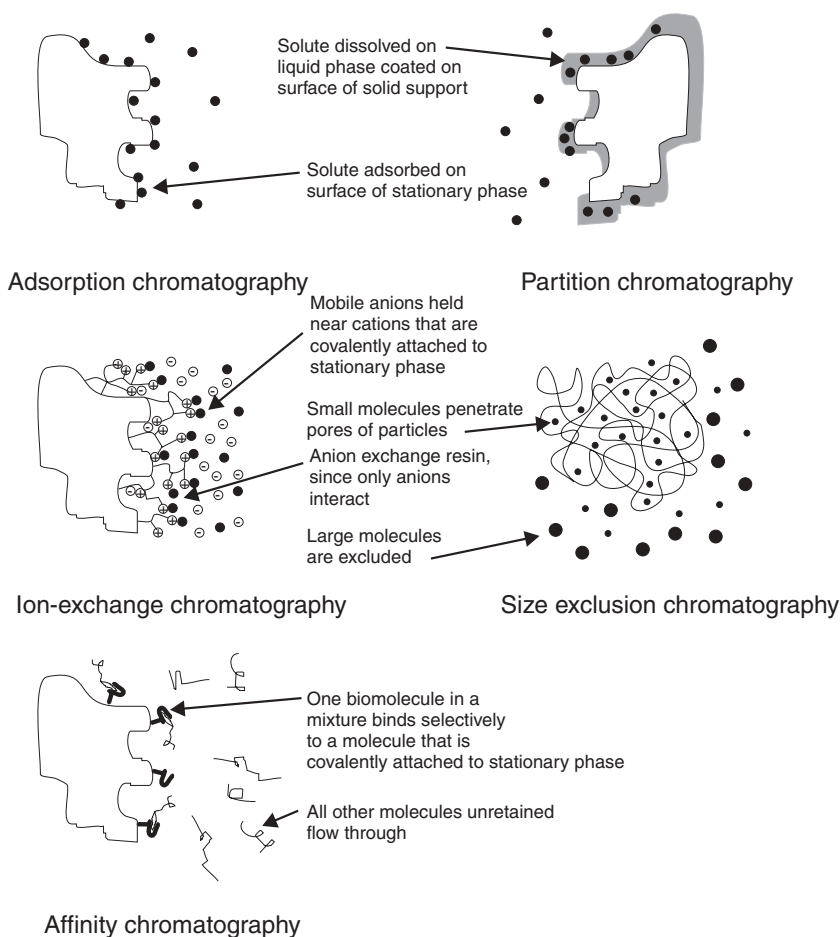 Solute dissolved on
liquid phase coated on
surface of solid support
Solute adsorbed on
surface of stationary phase
Adsorption chromatography
Partition chromatography
Mobile anions held
near cations that are
covalently attached to
stationary phase
Small molecules penetrate
pores of particles
Anion exchange resin,
since only anions
interact
Large molecules
are excluded
Ion-exchange chromatography
Size exclusion chromatography
One biomolecule in a
mixture binds selectively
to a molecule that is
covalently attached to stationary phase
All other molecules unretained
flow through
Affinity chromatography